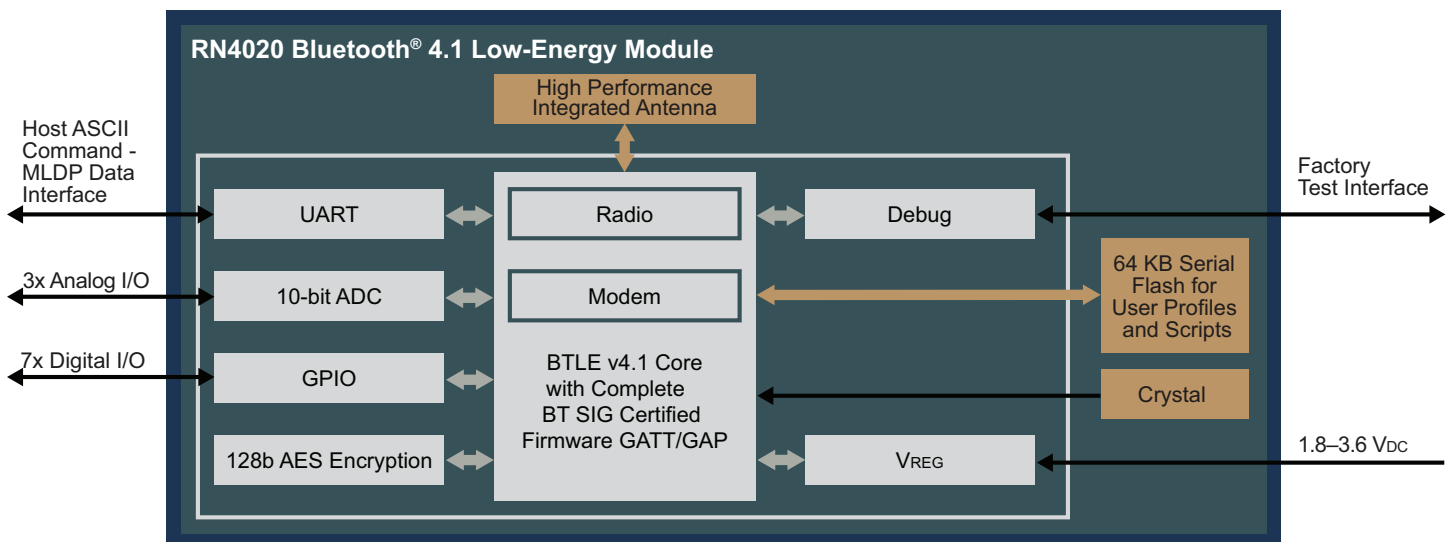 RN4020 Bluetooth® 4.1 Low-Energy Module
High Performance
Integrated Antenna
Host ASCII
Command -
MLDP Data
Interface
UART
Radio
Debug
Factory
Test Interface
3x Analog I/O
10-bit ADC
Modem
64 KB Serial
Flash for
User Profiles
and Scripts
7x Digital I/O
GPIO
BTLE v4.1 Core
with Complete
BT SIG Certified
Firmware GATT/GAP
Crystal
128b AES Encryption
VREG
1.8–3.6 VDC